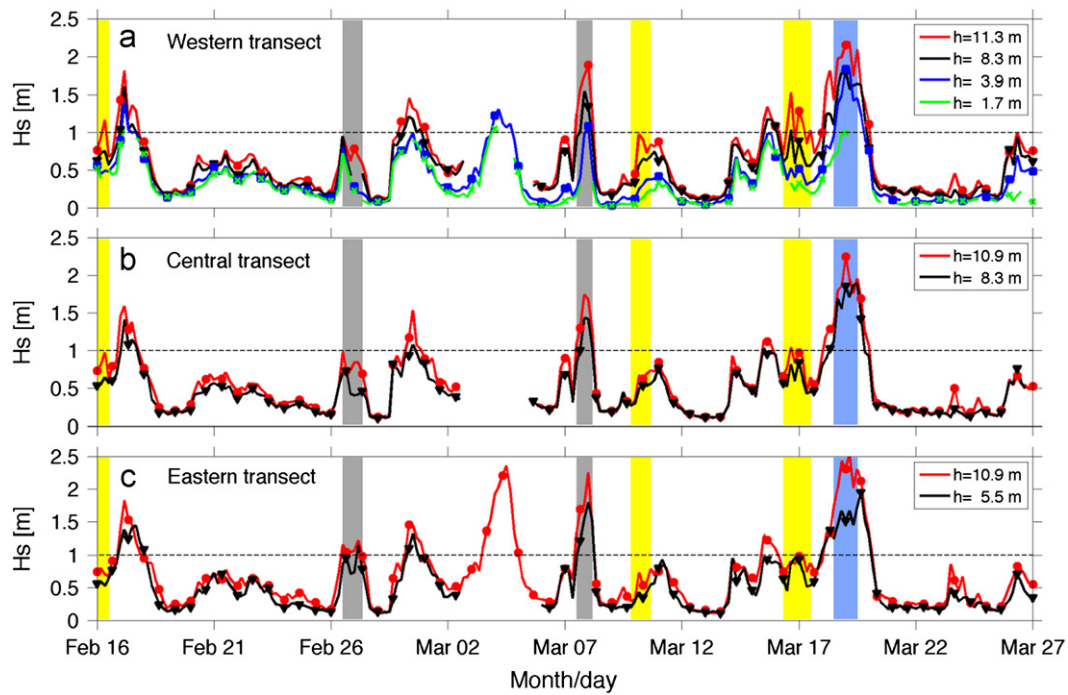 a Western transect
Hs [m]
2.5
2
1.5
1
0.5
0
h=11.3 m
h= 8.3 m
h= 3.9 m
h= 1.7 m
b Central transect
Hs [m]
2.5
2
1.5
1
0.5
0
h=10.9 m
h= 8.3 m
c Eastern transect
Hs [m]
2.5
2
1.5
1
0.5
0
h=10.9 m
h= 5.5 m
Feb 16 Feb 21 Feb 26 Mar 02 Mar 07 Mar 12 Mar 17 Mar 22 Mar 27
Month/day